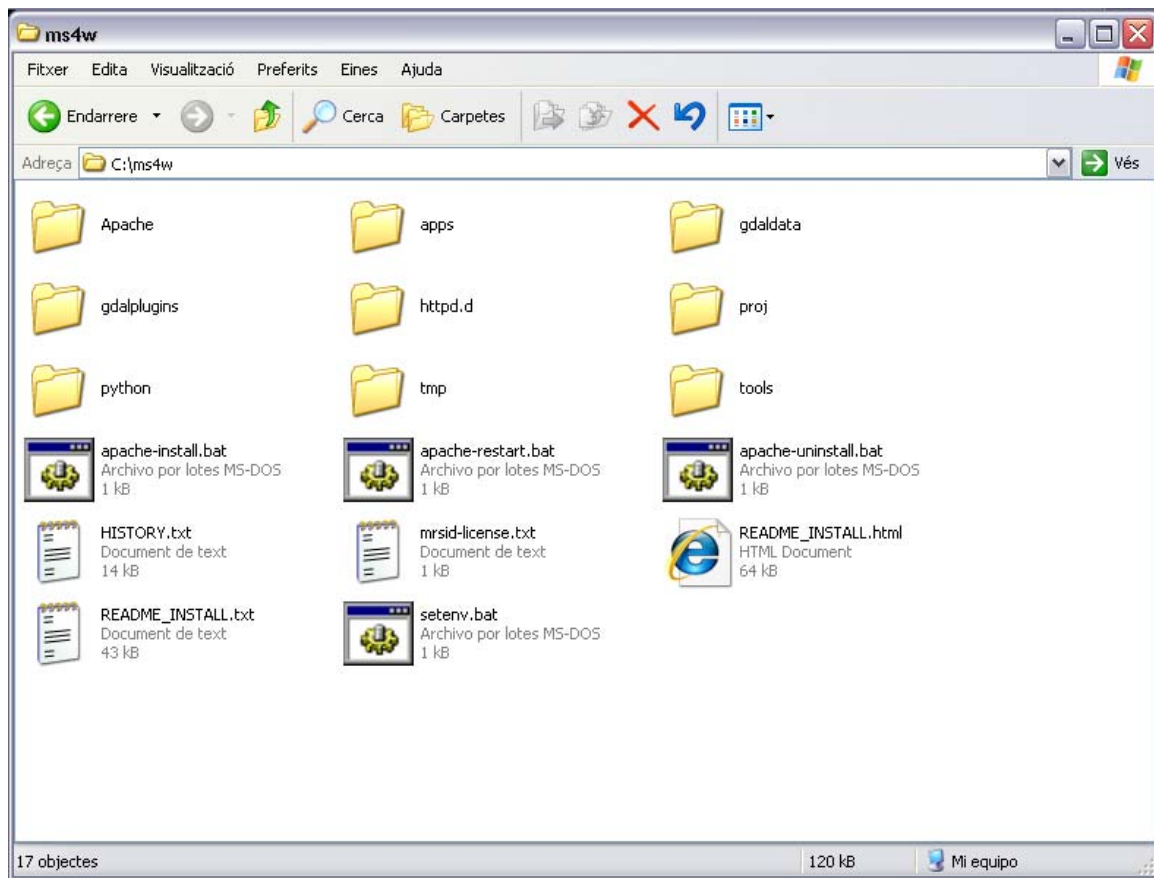 ms4w
Fitxer Edita Visualització Preferits Eines Ajuda
Endarrere Cerca Carpetes
Adreça C:\ms4w Vés
Apache apps gdaldata
gdalplugins httpd.d proj
python tmp tools
apache-install.bat apache-restart.bat apache-uninstall.bat
Archivo por lotes MS-DOS Archivo por lotes MS-DOS Archivo por lotes MS-DOS
1 kB 1 kB 1 kB
HISTORY.txt mrsid-license.txt README_INSTALL.html
Document de text Document de text HTML Document
14 kB 1 kB 64 kB
README_INSTALL.txt setenv.bat
Document de text Archivo por lotes MS-DOS
43 kB 1 kB
17 objectes 120 kB Mi equipo